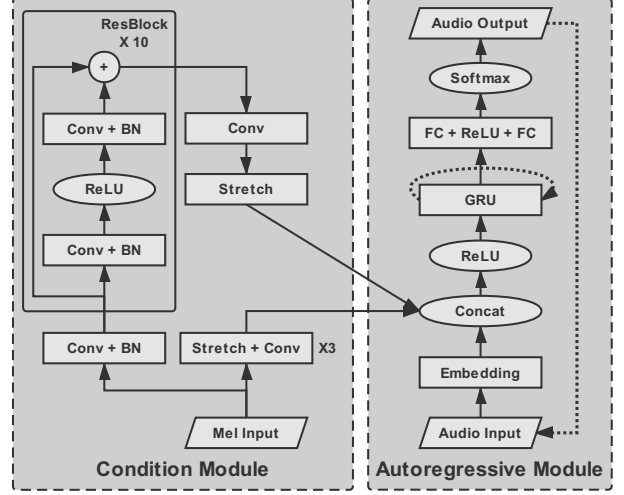 ResBlock
X 10
+
Conv + BN
ReLU
Conv + BN
Conv + BN
Conv
Stretch
Stretch + Conv
X3
Mel Input
Condition Module
Audio Output
Softmax
FC + ReLU + FC
GRU
ReLU
Concat
Embedding
Audio Input
Autoregressive Module